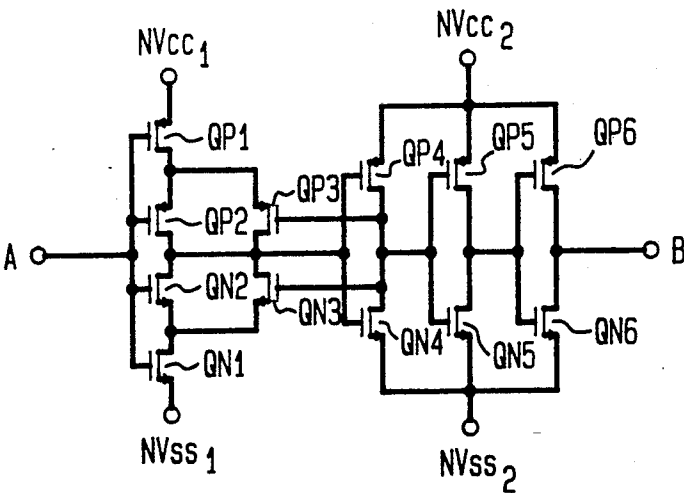 NVcc1
NVcc2
QP1
QP4
QP5
QP6
QP3
QP2
A
B
QN2
QN3
QN4
QN5
QN6
QN1
NVss1
NVss2